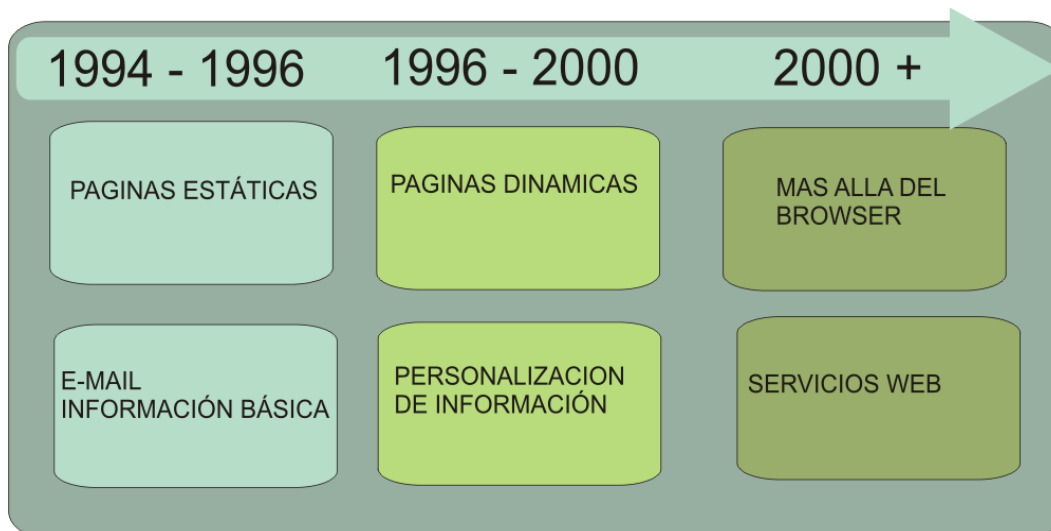 1994 - 1996
1996 - 2000
2000 +
PAGINAS ESTÁTICAS
PAGINAS DINAMICAS
MAS ALLA DEL
BROWSER
E-MAIL
INFORMACIÓN BÁSICA
PERSONALIZACION
DE INFORMACIÓN
SERVICIOS WEB